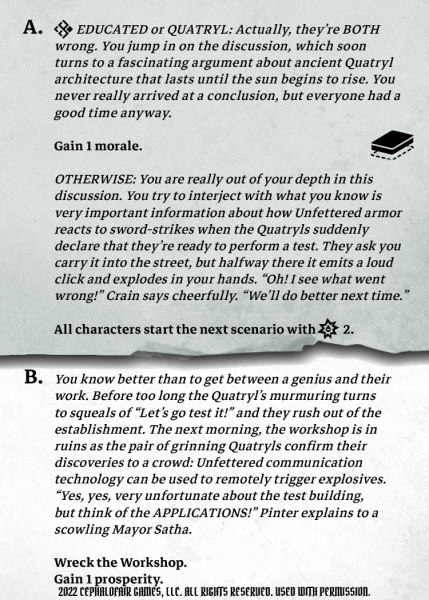 A. EDUCATED or QUATRYL: Actually, they’re BOTH
wrong. You jump in on the discussion, which soon
turns to a fascinating argument about ancient Quatryl
architecture that lasts until the sun begins to rise. You
never really arrived at a conclusion, but everyone had a
good time anyway.
Gain 1 morale.
OTHERWISE: You are really out of your depth in this
discussion. You try to interject with what you know is
very important information about how Unfettered armor
reacts to sword-strikes when the Quatryls suddenly
declare that they’re ready to perform a test. They ask you
carry it into the street, but halfway there it emits a loud
click and explodes in your hands. “Oh! I see what went
wrong!” Crain says cheerfully. “We’ll do better next time.”
All characters start the next scenario with 2.
B. You know better than to get between a genius and their
work. Before too long the Quatryl’s murmuring turns
to squeals of “Let’s go test it!” and they rush out of the
establishment. The next morning, the workshop is in
ruins as the pair of grinning Quatryls confirm their
discoveries to a crowd: Unfettered communication
technology can be used to remotely trigger explosives.
“Yes, yes, very unfortunate about the test building,
but think of the APPLICATIONS!” Pinter explains to a
scowling Mayor Satha.
Wreck the Workshop.
Gain 1 prosperity.
2022 CEPHALOFAIR GAMES, LLC. ALL RIGHTS RESERVED. USED WITH PERMISSION.